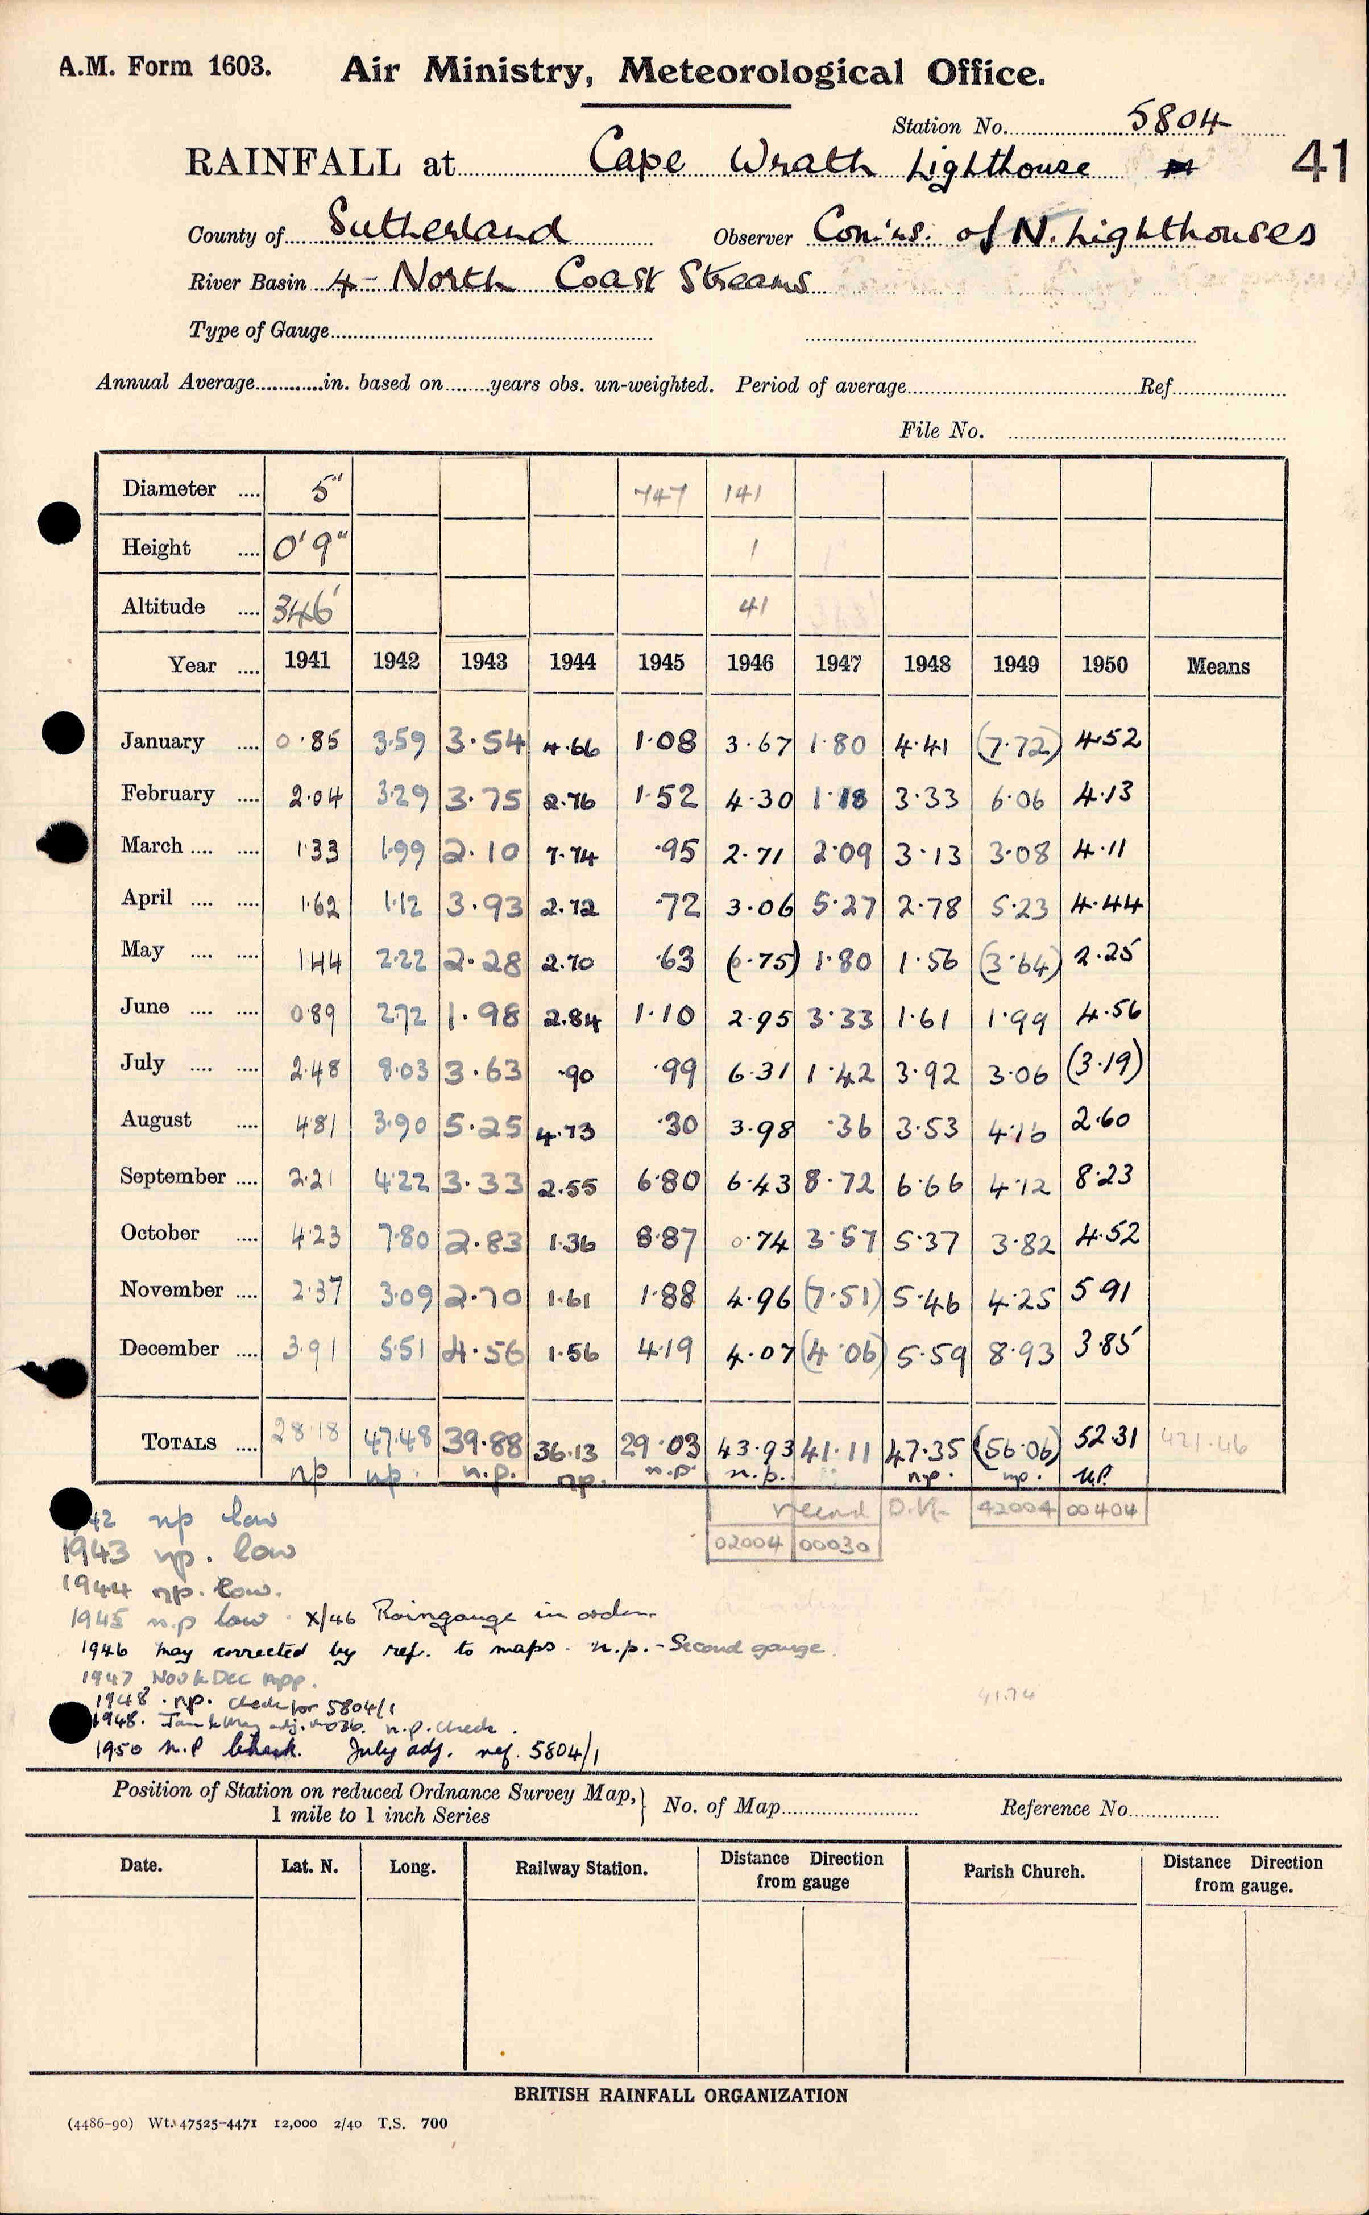 A.M. Form 1603. Air Ministry, Meteorological Office.
Station No. 5804
RAINFALL at Cape Wrath Lighthouse 41
County of Sutherland Observer Com'ns. of N. Lighthouses
River Basin 4 - North Coast Streams
Type of Gauge
Annual Average in. based on years obs. un-weighted. Period of average Ref
File No.
Diameter 5" 747 141
Height 0'9" 1
Altitude 346' 41
Year 1941 1942 1943 1944 1945 1946 1947 1948 1949 1950 Means
January 0.85 3.59 3.54 4.66 1.08 3.67 1.80 4.41 (7.72) 4.52
February 2.04 3.29 3.75 2.76 1.52 4.30 1.18 3.33 6.06 4.13
March 1.33 1.99 2.10 7.74 .95 2.71 2.09 3.13 3.08 4.11
April 1.62 1.12 3.93 2.72 .72 3.06 5.27 2.78 5.23 4.44
May 1.44 2.22 2.28 2.70 .63 (0.75) 1.80 1.56 (3.64) 2.25
June 0.89 2.72 1.98 2.84 1.10 2.95 3.33 1.61 1.99 4.56
July 2.48 8.03 3.63 .90 .99 6.31 1.42 3.92 3.06 (3.19)
August 4.81 3.90 5.25 4.73 .30 3.98 .36 3.53 4.16 2.60
September 2.21 4.22 3.33 2.55 6.80 6.43 8.72 6.66 4.12 8.23
October 4.23 7.80 2.83 1.36 8.87 0.74 3.57 5.37 3.82 4.52
November 2.37 3.09 2.70 1.61 1.88 4.96 (7.51) 5.46 4.25 5.91
December 3.91 5.51 4.56 1.56 4.19 4.07 (4.06) 5.59 8.93 3.85
TOTALS 28.18 47.48 39.88 36.13 29.03 43.93 41.11 47.35 (56.06) 52.31 421.46
np np. n.p. np. n.p n.p. np. np. n.p.
42004 00404
02004 00030
42 np low
1943 np. low
1944 np. low.
1945 n.p low. X/46 Raingauge in order.
1946 May corrected by ref. to maps. n.p. - Second gauge.
1947 Nov & Dec App.
41.74
1948 . np. check for 5804/1
1948. Jan & May adj. n.p. check.
1950 n.p check. July adj. ref. 5804/1
Position of Station on reduced Ordnance Survey Map, } No. of Map Reference No.
1 mile to 1 inch Series
Date. Lat. N. Long. Railway Station. Distance Direction from gauge Parish Church. Distance Direction from gauge.
BRITISH RAINFALL ORGANIZATION
(4486-90) Wt. 47525-4471 12,000 2/40 T.S. 700